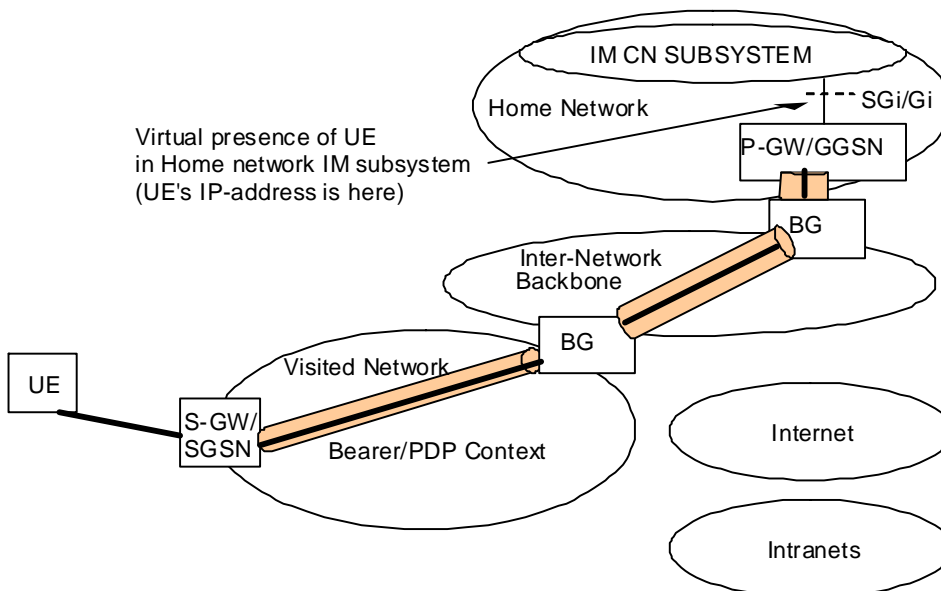 IM CN SUBSYSTEM
SGi/Gi
Home Network
Virtual presence of UE
in Home network IM subsystem
(UE's IP-address is here)
P-GW/GGSN
BG
Inter-Network
Backbone
BG
Visited Network
UE
S-GW/
SGSN
Bearer/PDP Context
Internet
Intranets